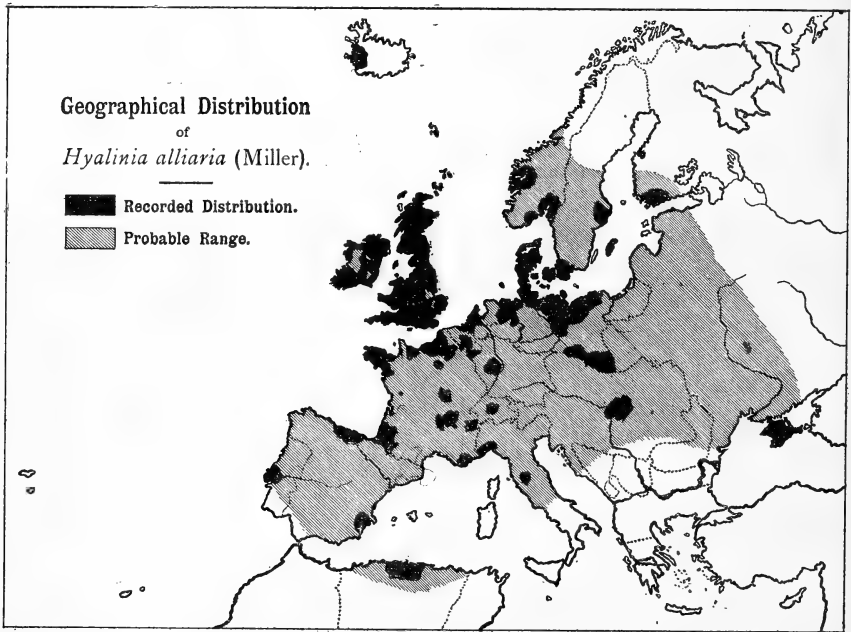 Geographical Distribution
of
Hyalinia alliaria (Miller).
Recorded Distribution.
Probable Range.